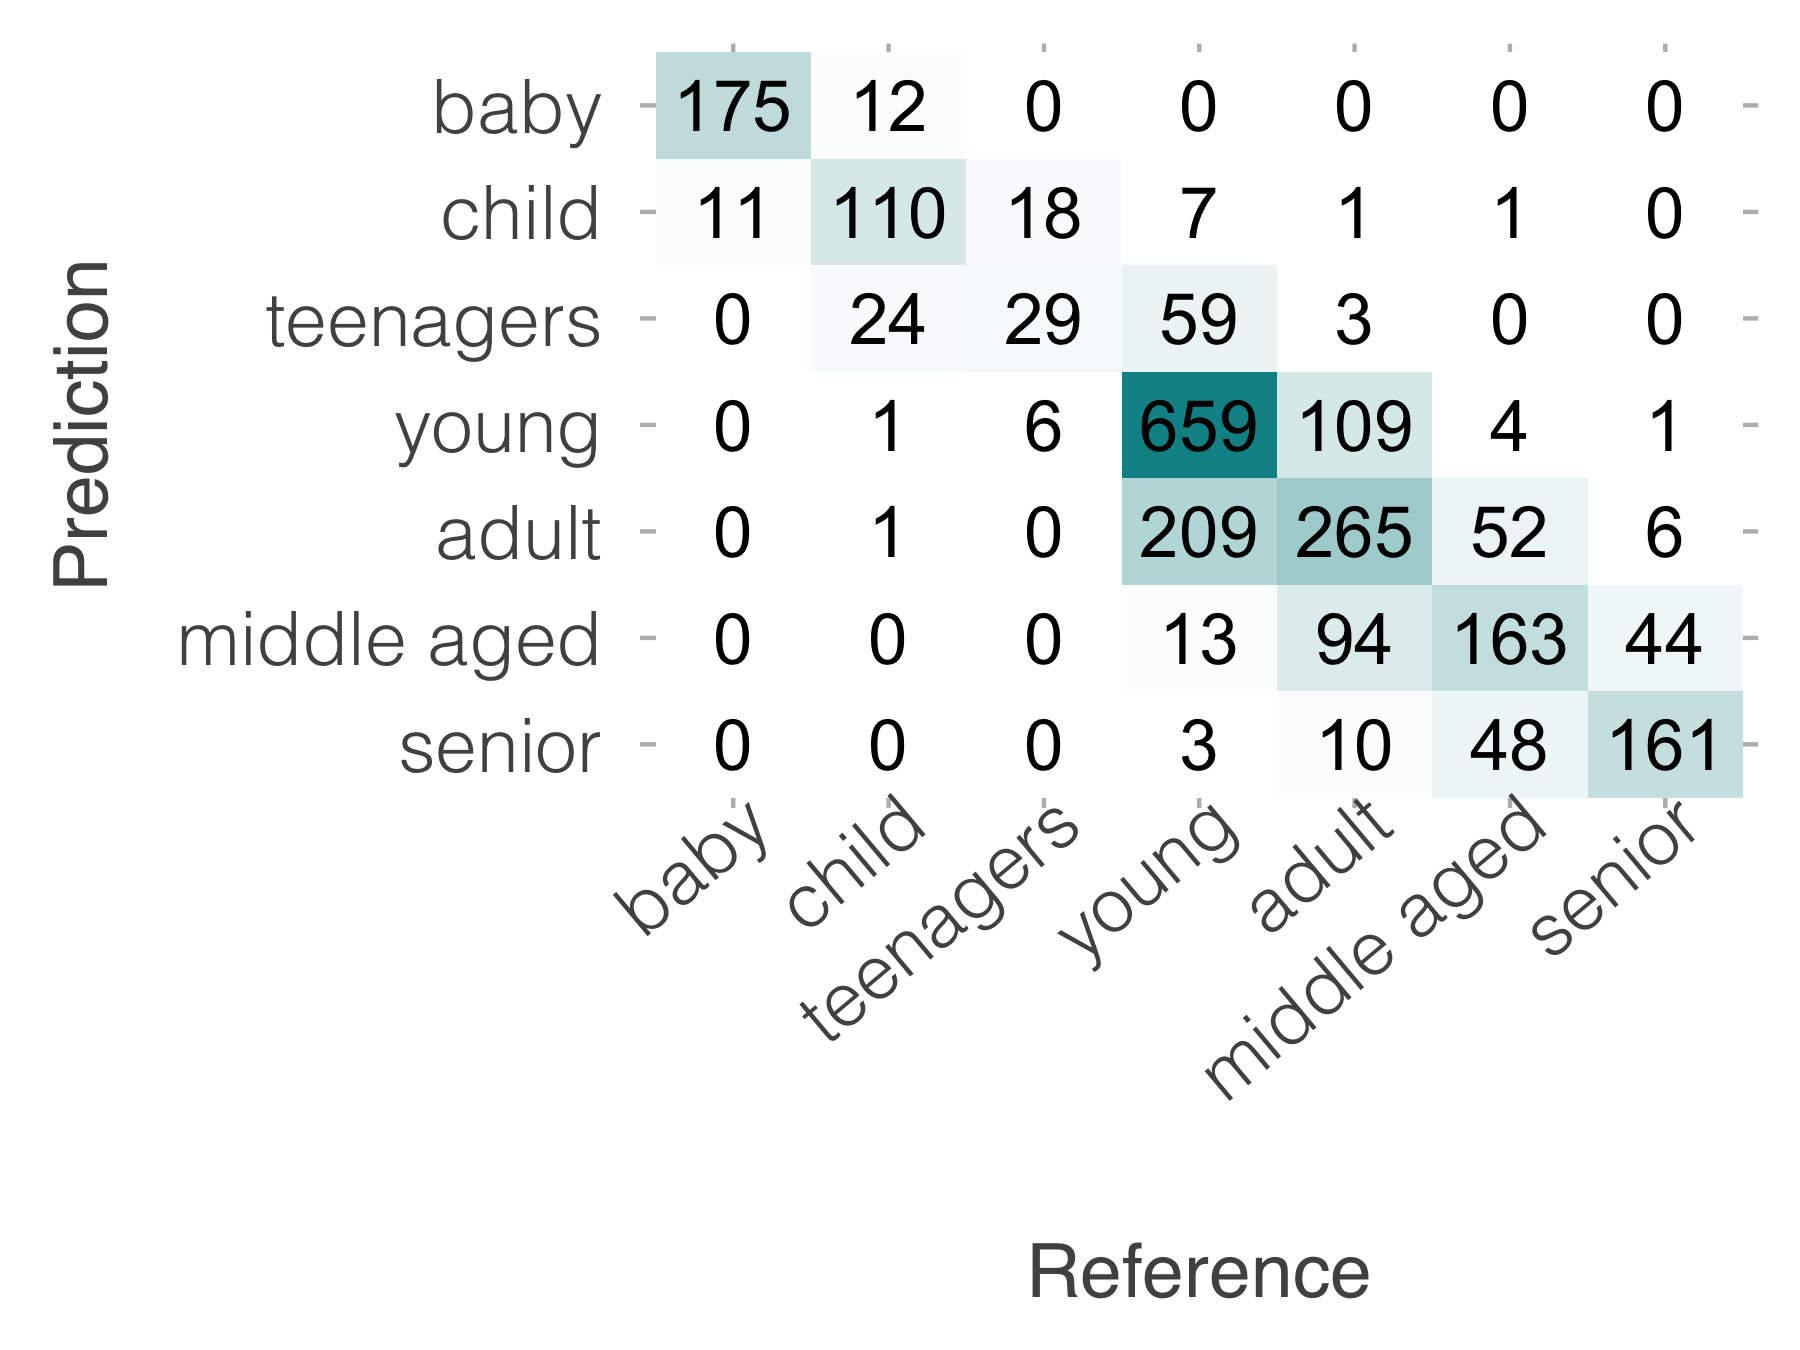 baby 175 12 0 0 0 0 0
child 11 110 18 7 1 1 0
teenagers 0 24 29 59 3 0 0
young 0 1 6 659 109 4 1
adult 0 1 0 209 265 52 6
middle aged 0 0 0 13 94 163 44
senior 0 0 0 3 10 48 161
Prediction
baby child teenagers young adult middle aged senior
Reference